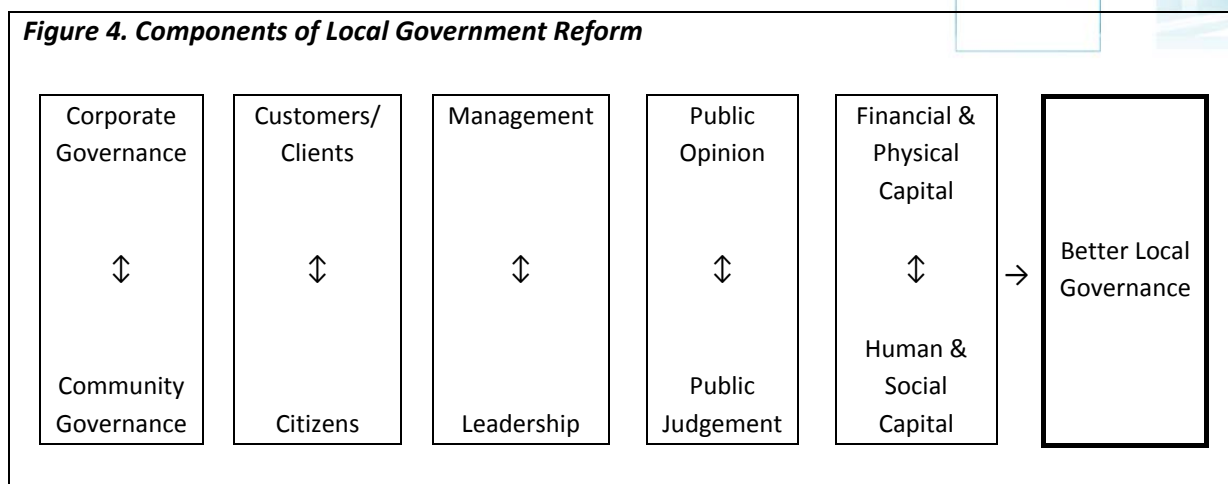 Figure 4. Components of Local Government Reform
Corporate
Governance
↕
Community
Governance
Customers/
Clients
↕
Citizens
Management
↕
Leadership
Public
Opinion
↕
Public
Judgement
Financial &
Physical
Capital
↕
Human &
Social
Capital
→
Better Local
Governance